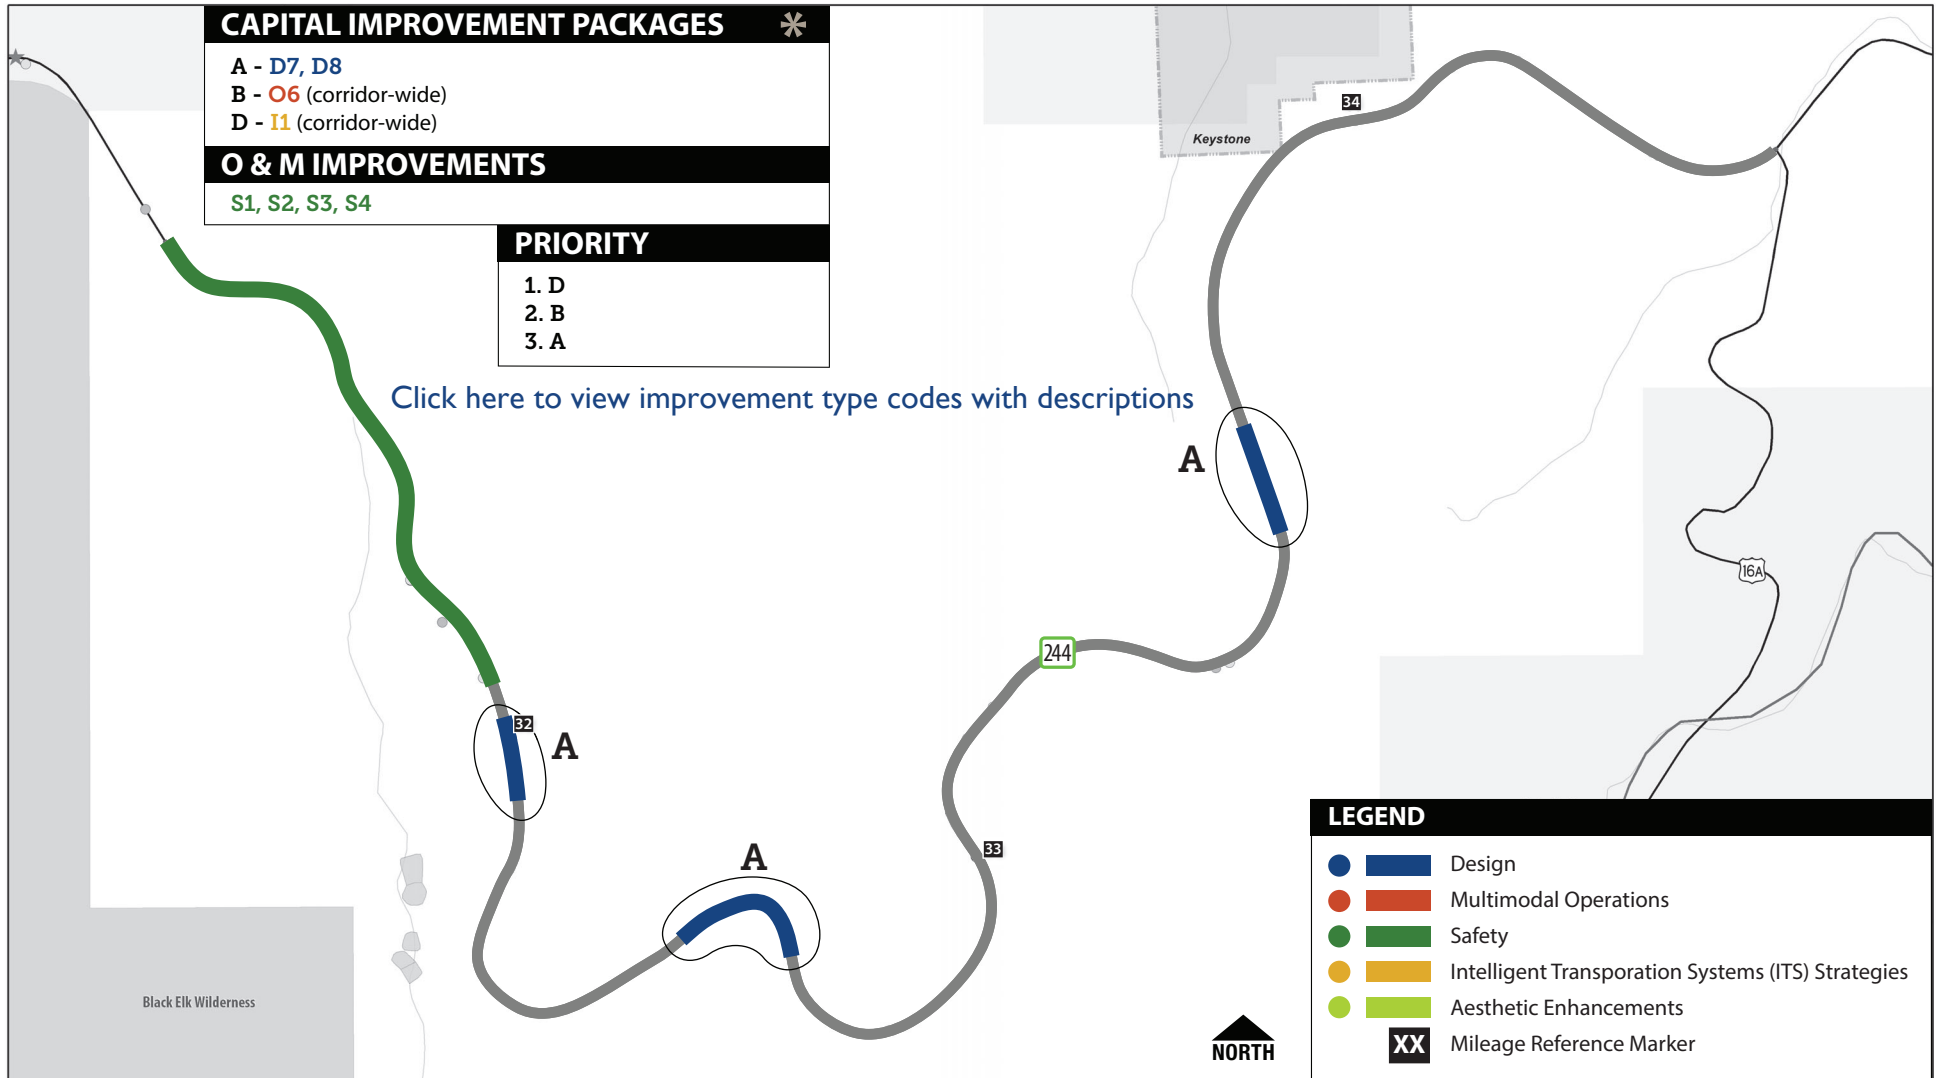 CAPITAL IMPROVEMENT PACKAGES *
A - D7, D8
B - O6 (corridor-wide)
D - I1 (corridor-wide)
O & M IMPROVEMENTS
S1, S2, S3, S4
PRIORITY
1. D
2. B
3. A
Click here to view improvement type codes with descriptions
34
Keystone
A
16A
244
32
A
A
33
Black Elk Wilderness
NORTH
LEGEND
Design
Multimodal Operations
Safety
Intelligent Transporation Systems (ITS) Strategies
Aesthetic Enhancements
XX Mileage Reference Marker